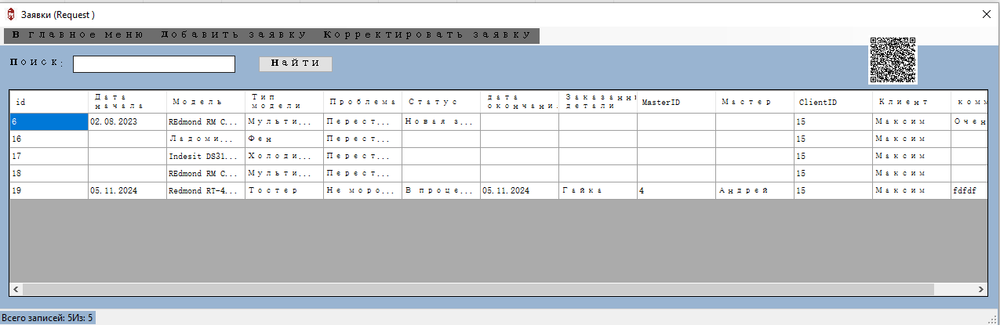 Заявки (Request )
В главное меню Добавить заявку Корректировать заявку
Поиск: Найти
id Дата начала Модель Тип модели Проблема Статус дата окончани. Заказанны детали MasterID Мастер ClientID Клиент комм
6 02.08.2023 REdmond RM C... Мульти... Перест... Новая з... 15 Максим Очен
16 Ладоми... Фен Перест... 15 Максим
17 Indesit DS31... Холоди... Перест... 15 Максим
18 REdmond RM C... Мульти... Перест... 15 Максим
19 05.11.2024 Redmond RT-4... Тостер Не моро... В проце... 05.11.2024 Гайка 4 Андрей 15 Максим fdfdf
Всего записей: 5Из: 5